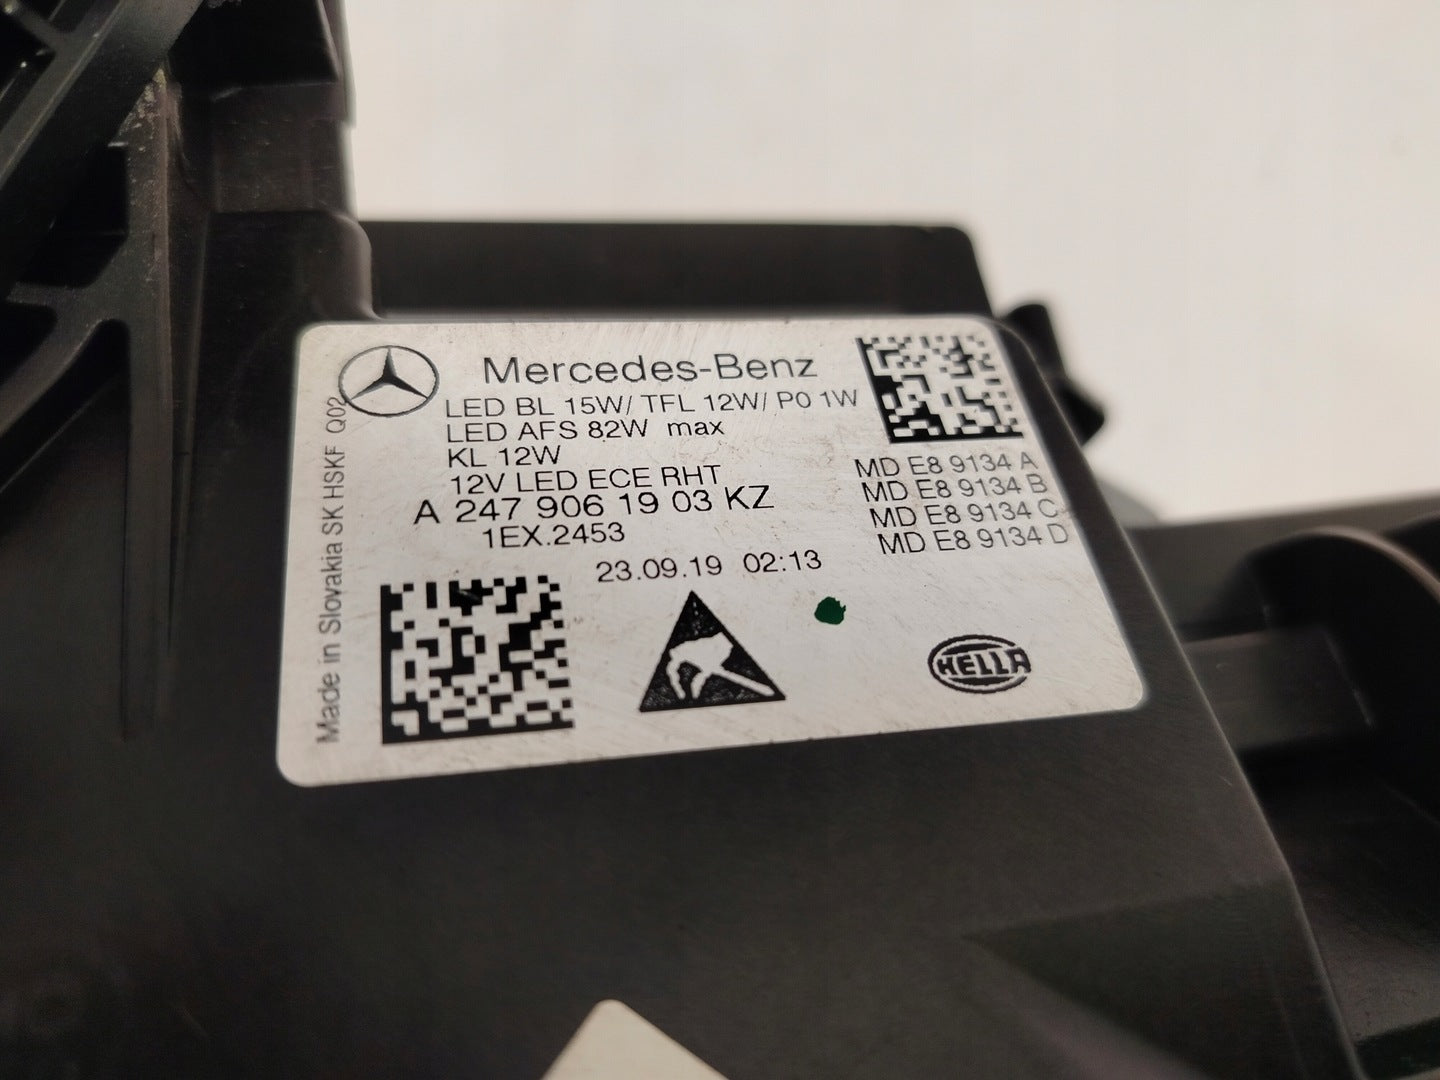 Mercedes-Benz
LED BL 15W/ TFL 12W/ PO 1W
LED AFS 82W max
KL 12W
12V LED ECE RHT
A 247 906 19 03 KZ
1EX.2453
23.09.19 02:13
MD E8 9134 A
MD E8 9134 B
MD E8 9134 C
MD E8 9134 D
Made in Slovakia SK HSKF Q02
HELLA